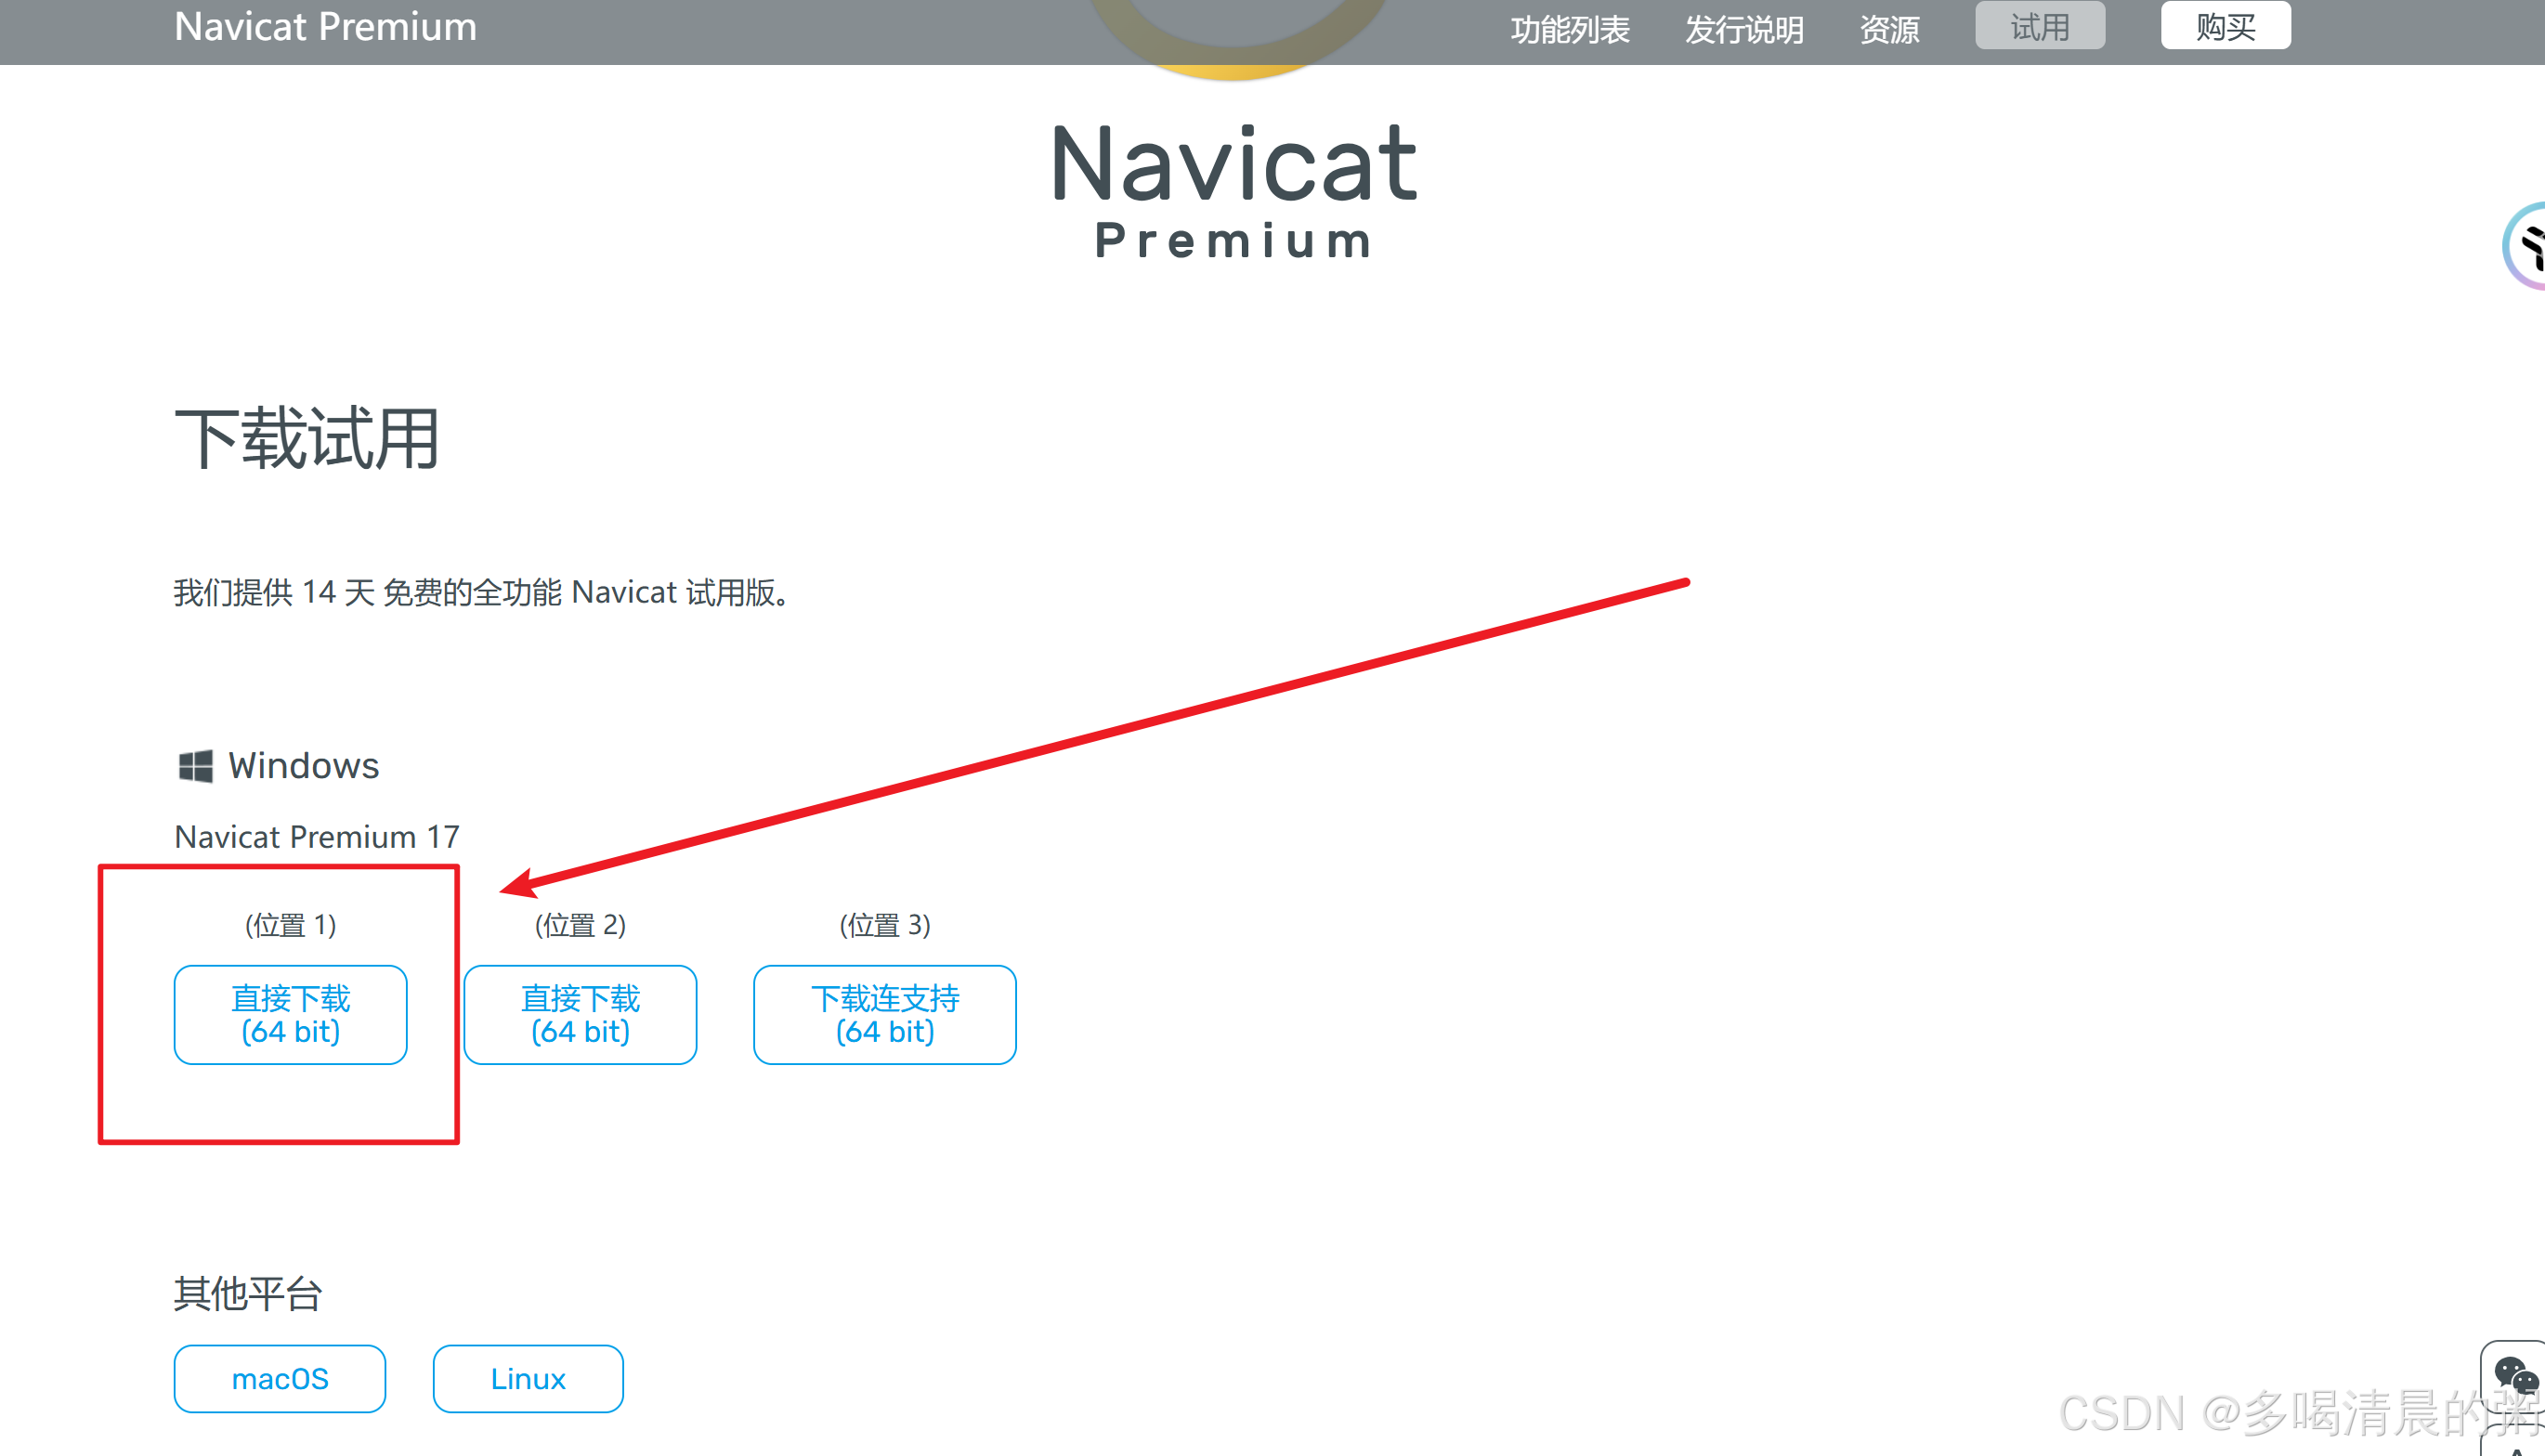 Navicat Premium
功能列表
发行说明
资源
试用
购买
Navicat
Premium
下载试用
我们提供 14 天 免费的全功能 Navicat 试用版。
Windows
Navicat Premium 17
(位置 1)
(位置 2)
(位置 3)
直接下载
(64 bit)
直接下载
(64 bit)
下载连支持
(64 bit)
其他平台
macOS
Linux
CSDN @多喝清晨的粥